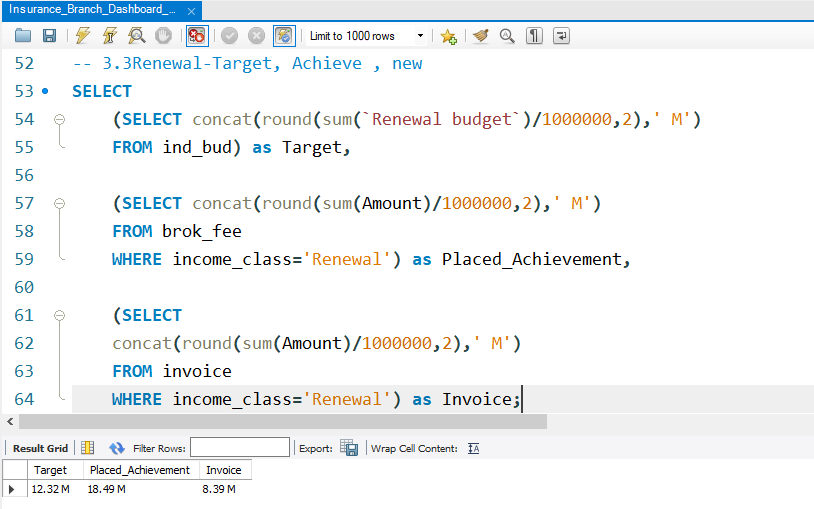 Insurance_Branch_Dashboard_...
Limit to 1000 rows
52 -- 3.3Renewal-Target, Achieve , new
53 SELECT
54 (SELECT concat(round(sum(`Renewal budget`)/1000000,2),' M')
55 FROM ind_bud) as Target,
56
57 (SELECT concat(round(sum(Amount)/1000000,2),' M')
58 FROM brok_fee
59 WHERE income_class='Renewal') as Placed_Achievement,
60
61 (SELECT
62 concat(round(sum(Amount)/1000000,2),' M')
63 FROM invoice
64 WHERE income_class='Renewal') as Invoice;
Result Grid Filter Rows: Export: Wrap Cell Content: IA
Target Placed_Achievement Invoice
12.32 M 18.49 M 8.39 M